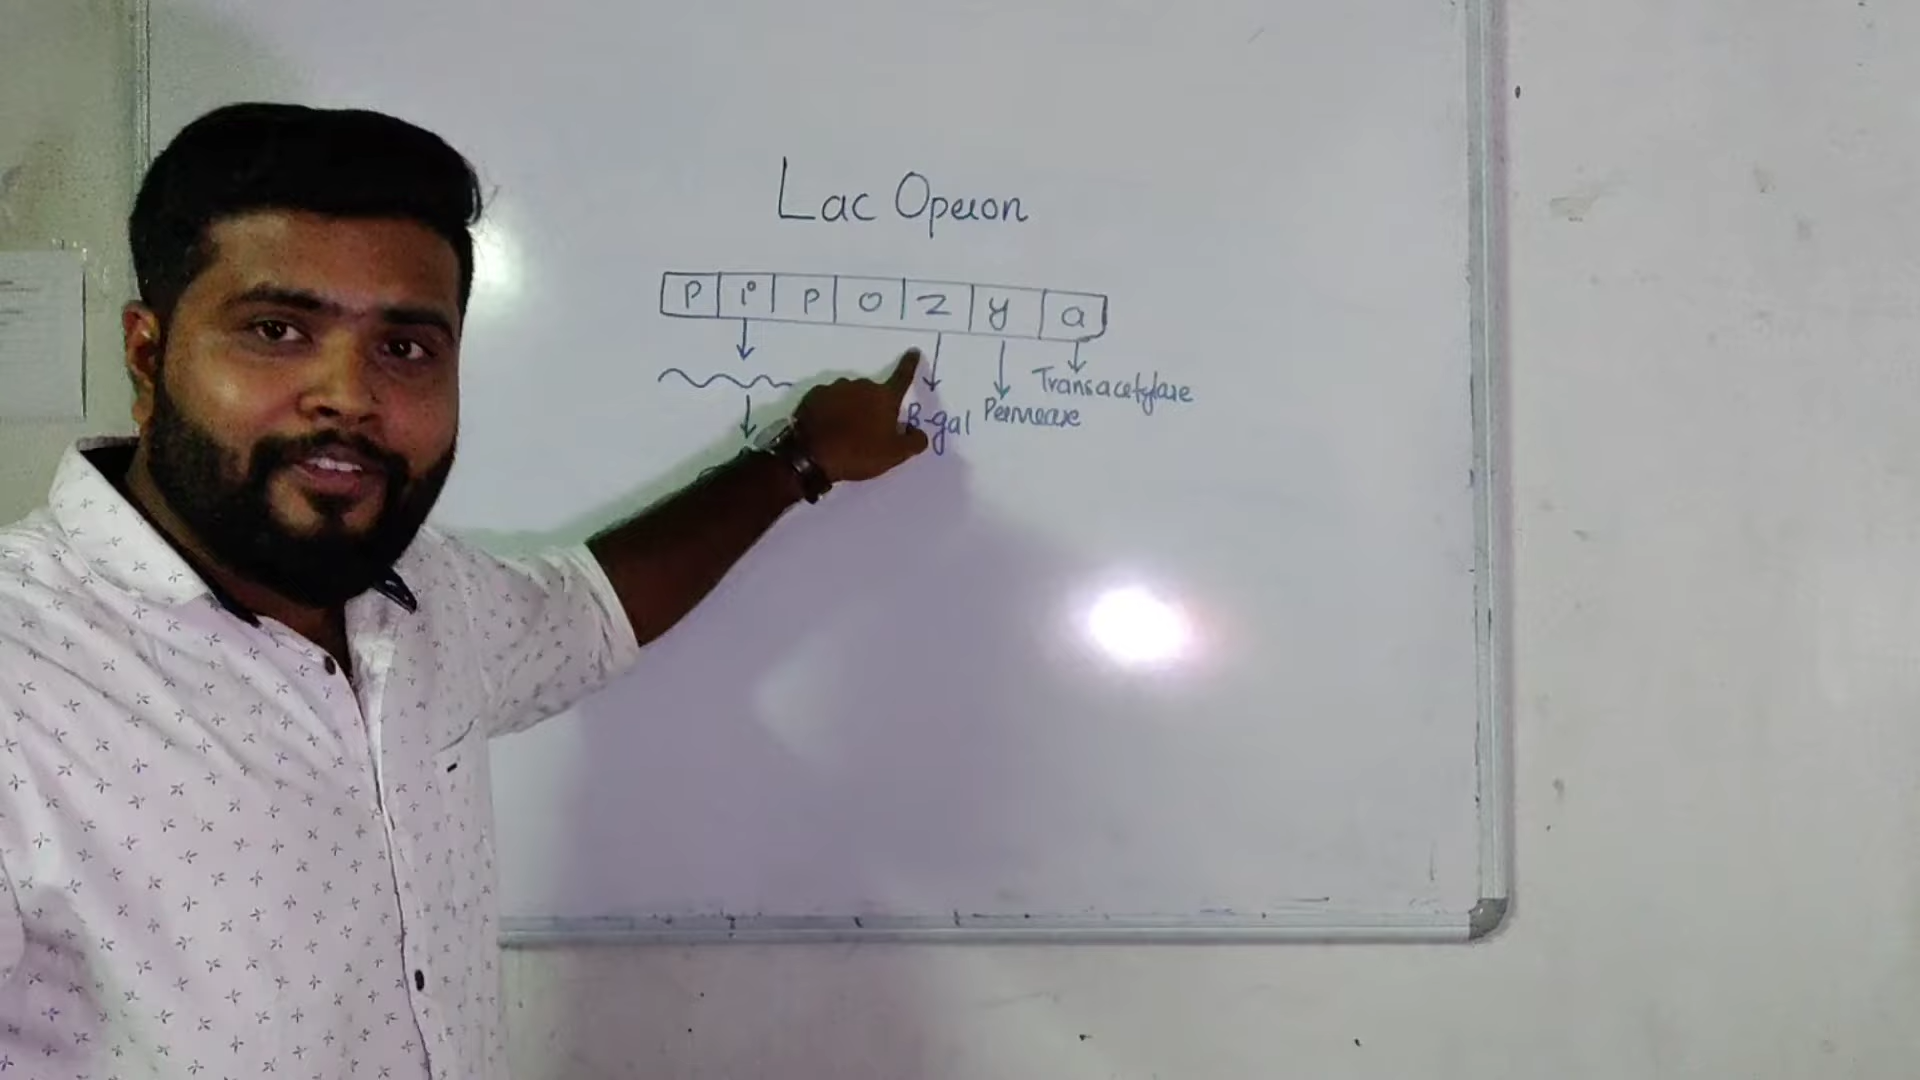 Lac Operon
P i P O Z y a
β-gal Permease Transacetylase